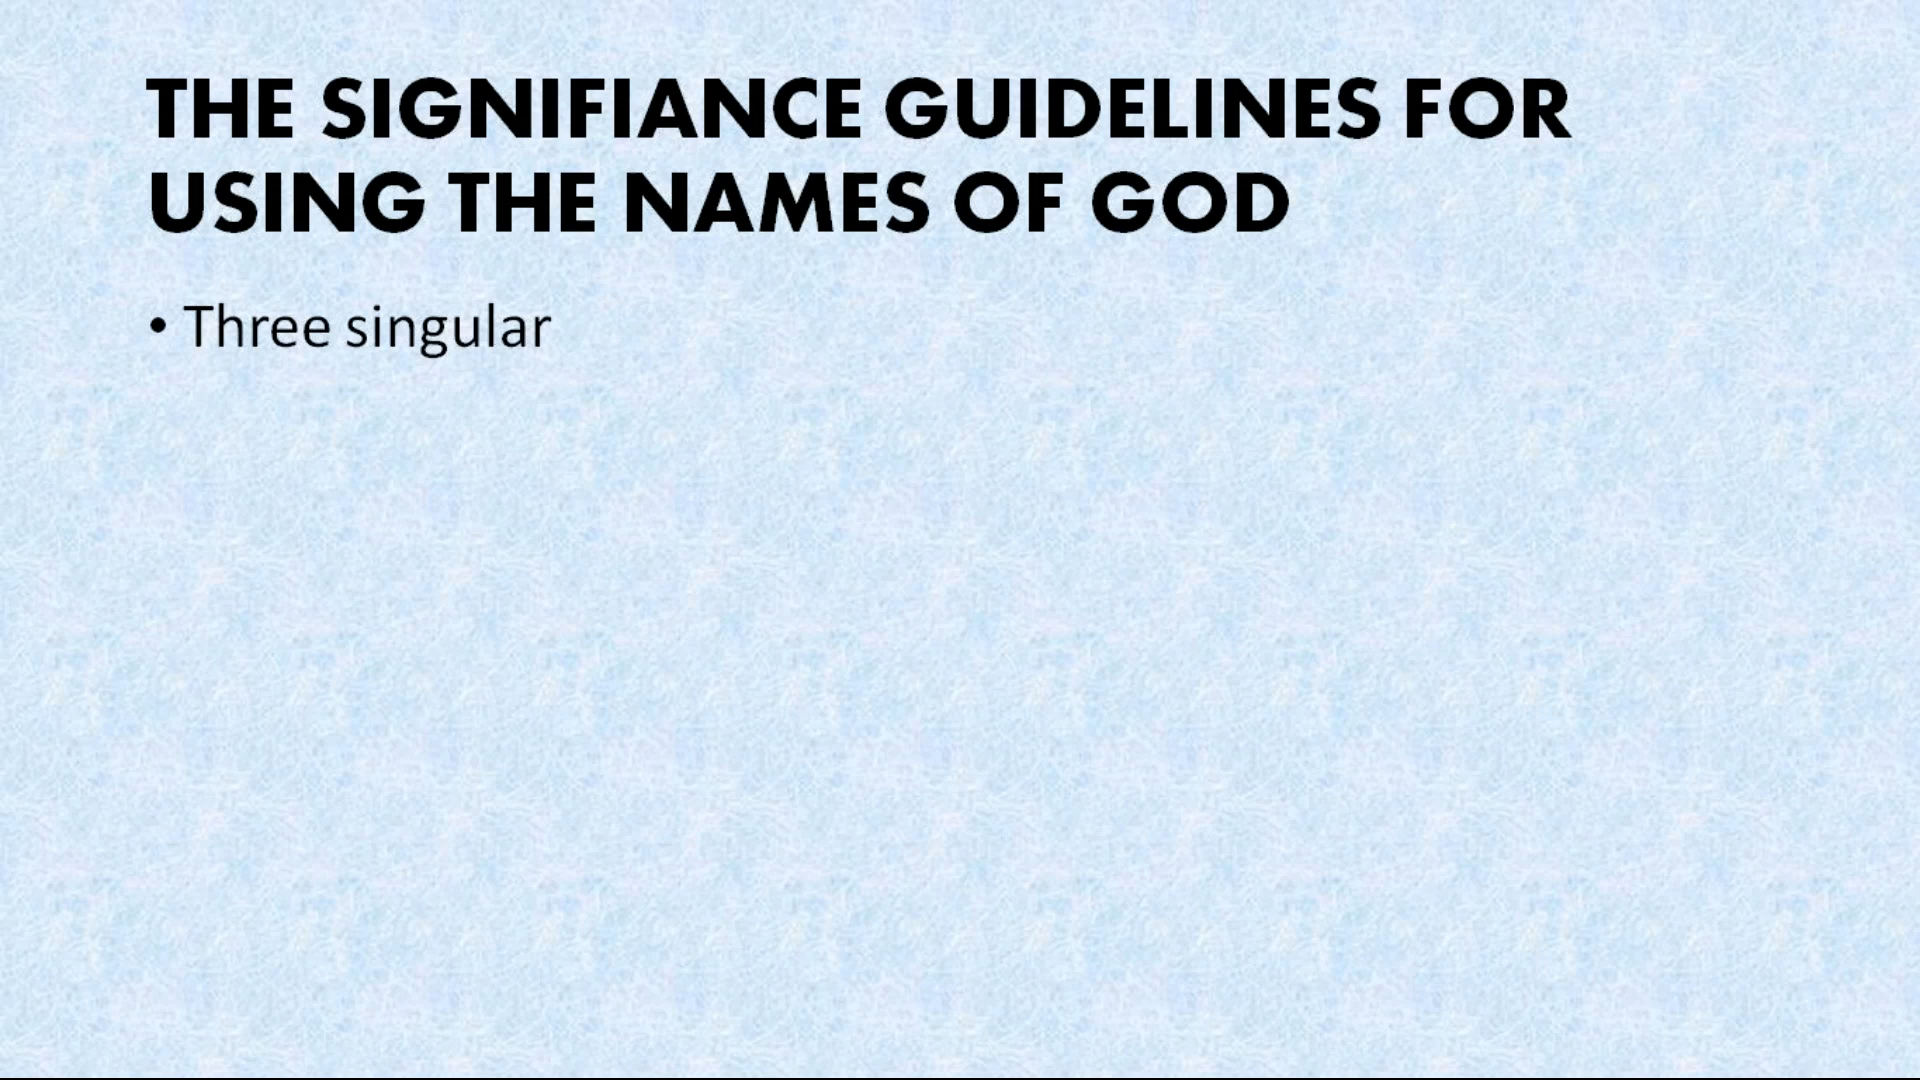 THE SIGNIFIANCE GUIDELINES FOR
USING THE NAMES OF GOD
• Three singular